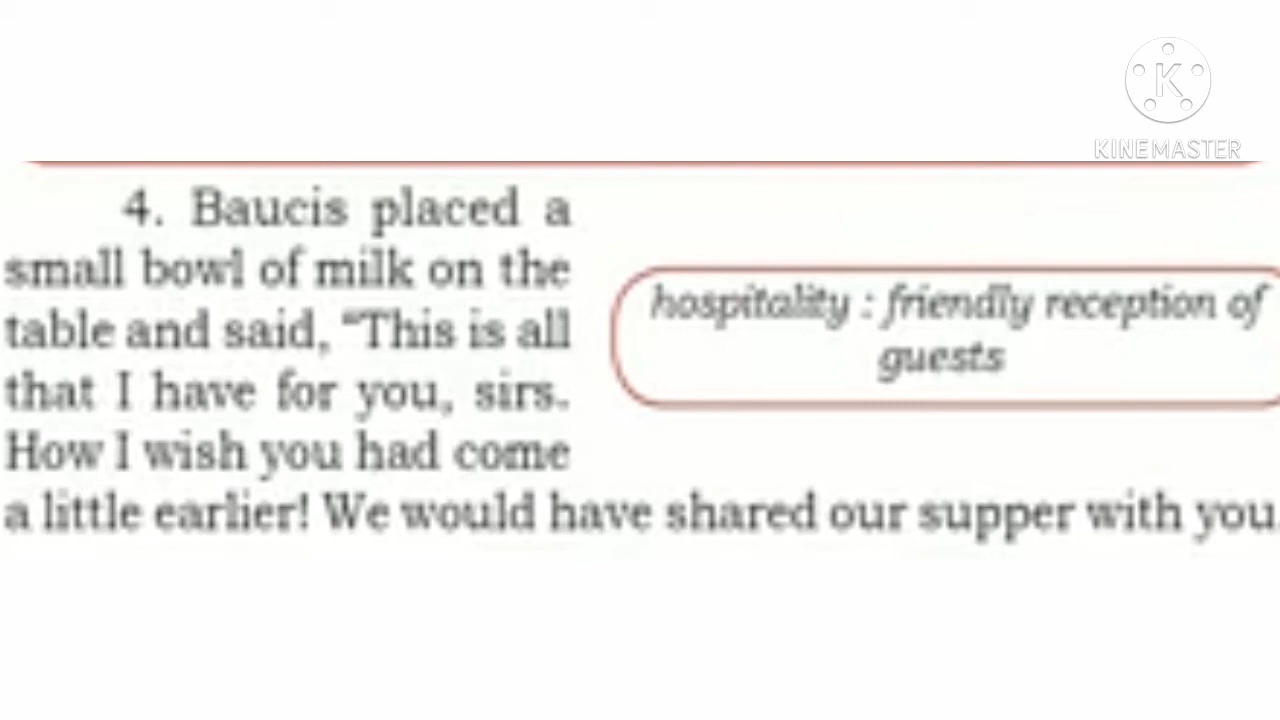 K
KINEMASTER
4. Baucis placed a
small bowl of milk on the
table and said, “This is all
that I have for you, sirs.
How I wish you had come
a little earlier! We would have shared our supper with you
hospitality : friendly reception of
guests